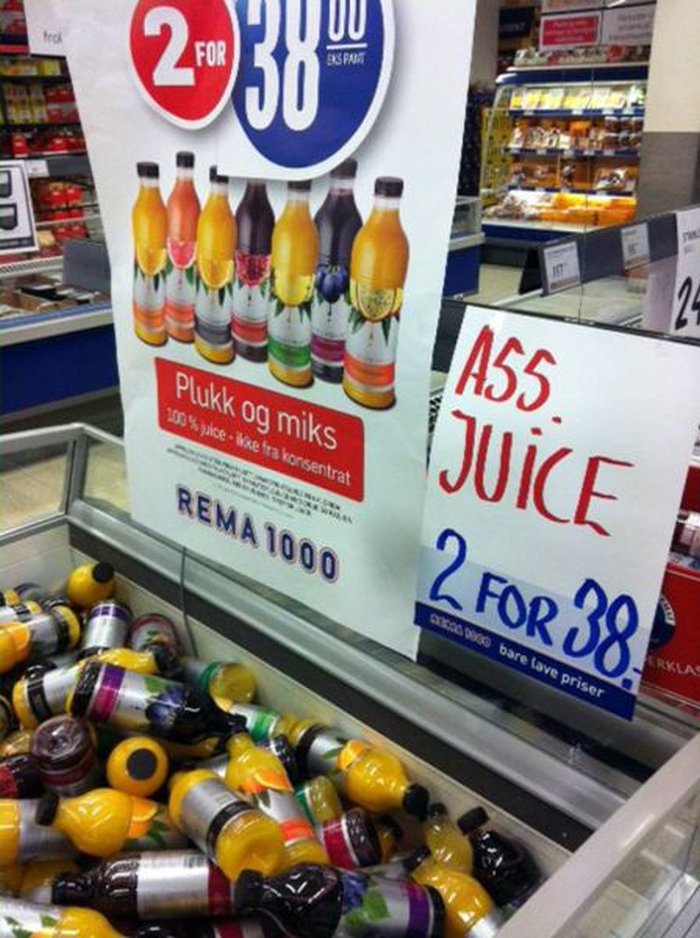 2 FOR
38 00
EKS PANT
Plukk og miks
100 % juice - ikke fra konsentrat
REMA 1000
ASS.
JUICE
2 FOR 38.-
REMA 1000 bare lave priser